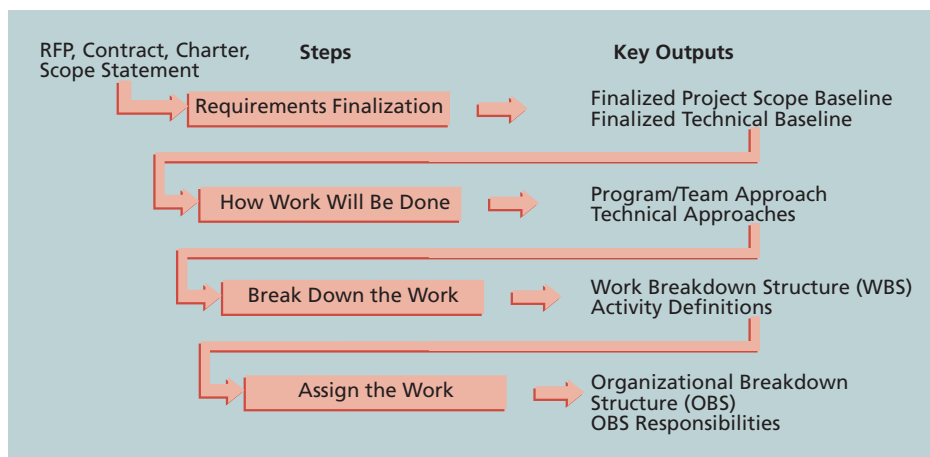 RFP, Contract, Charter,
Scope Statement
Steps
Key Outputs
Requirements Finalization
Finalized Project Scope Baseline
Finalized Technical Baseline
How Work Will Be Done
Program/Team Approach
Technical Approaches
Break Down the Work
Work Breakdown Structure (WBS)
Activity Definitions
Assign the Work
Organizational Breakdown
Structure (OBS)
OBS Responsibilities